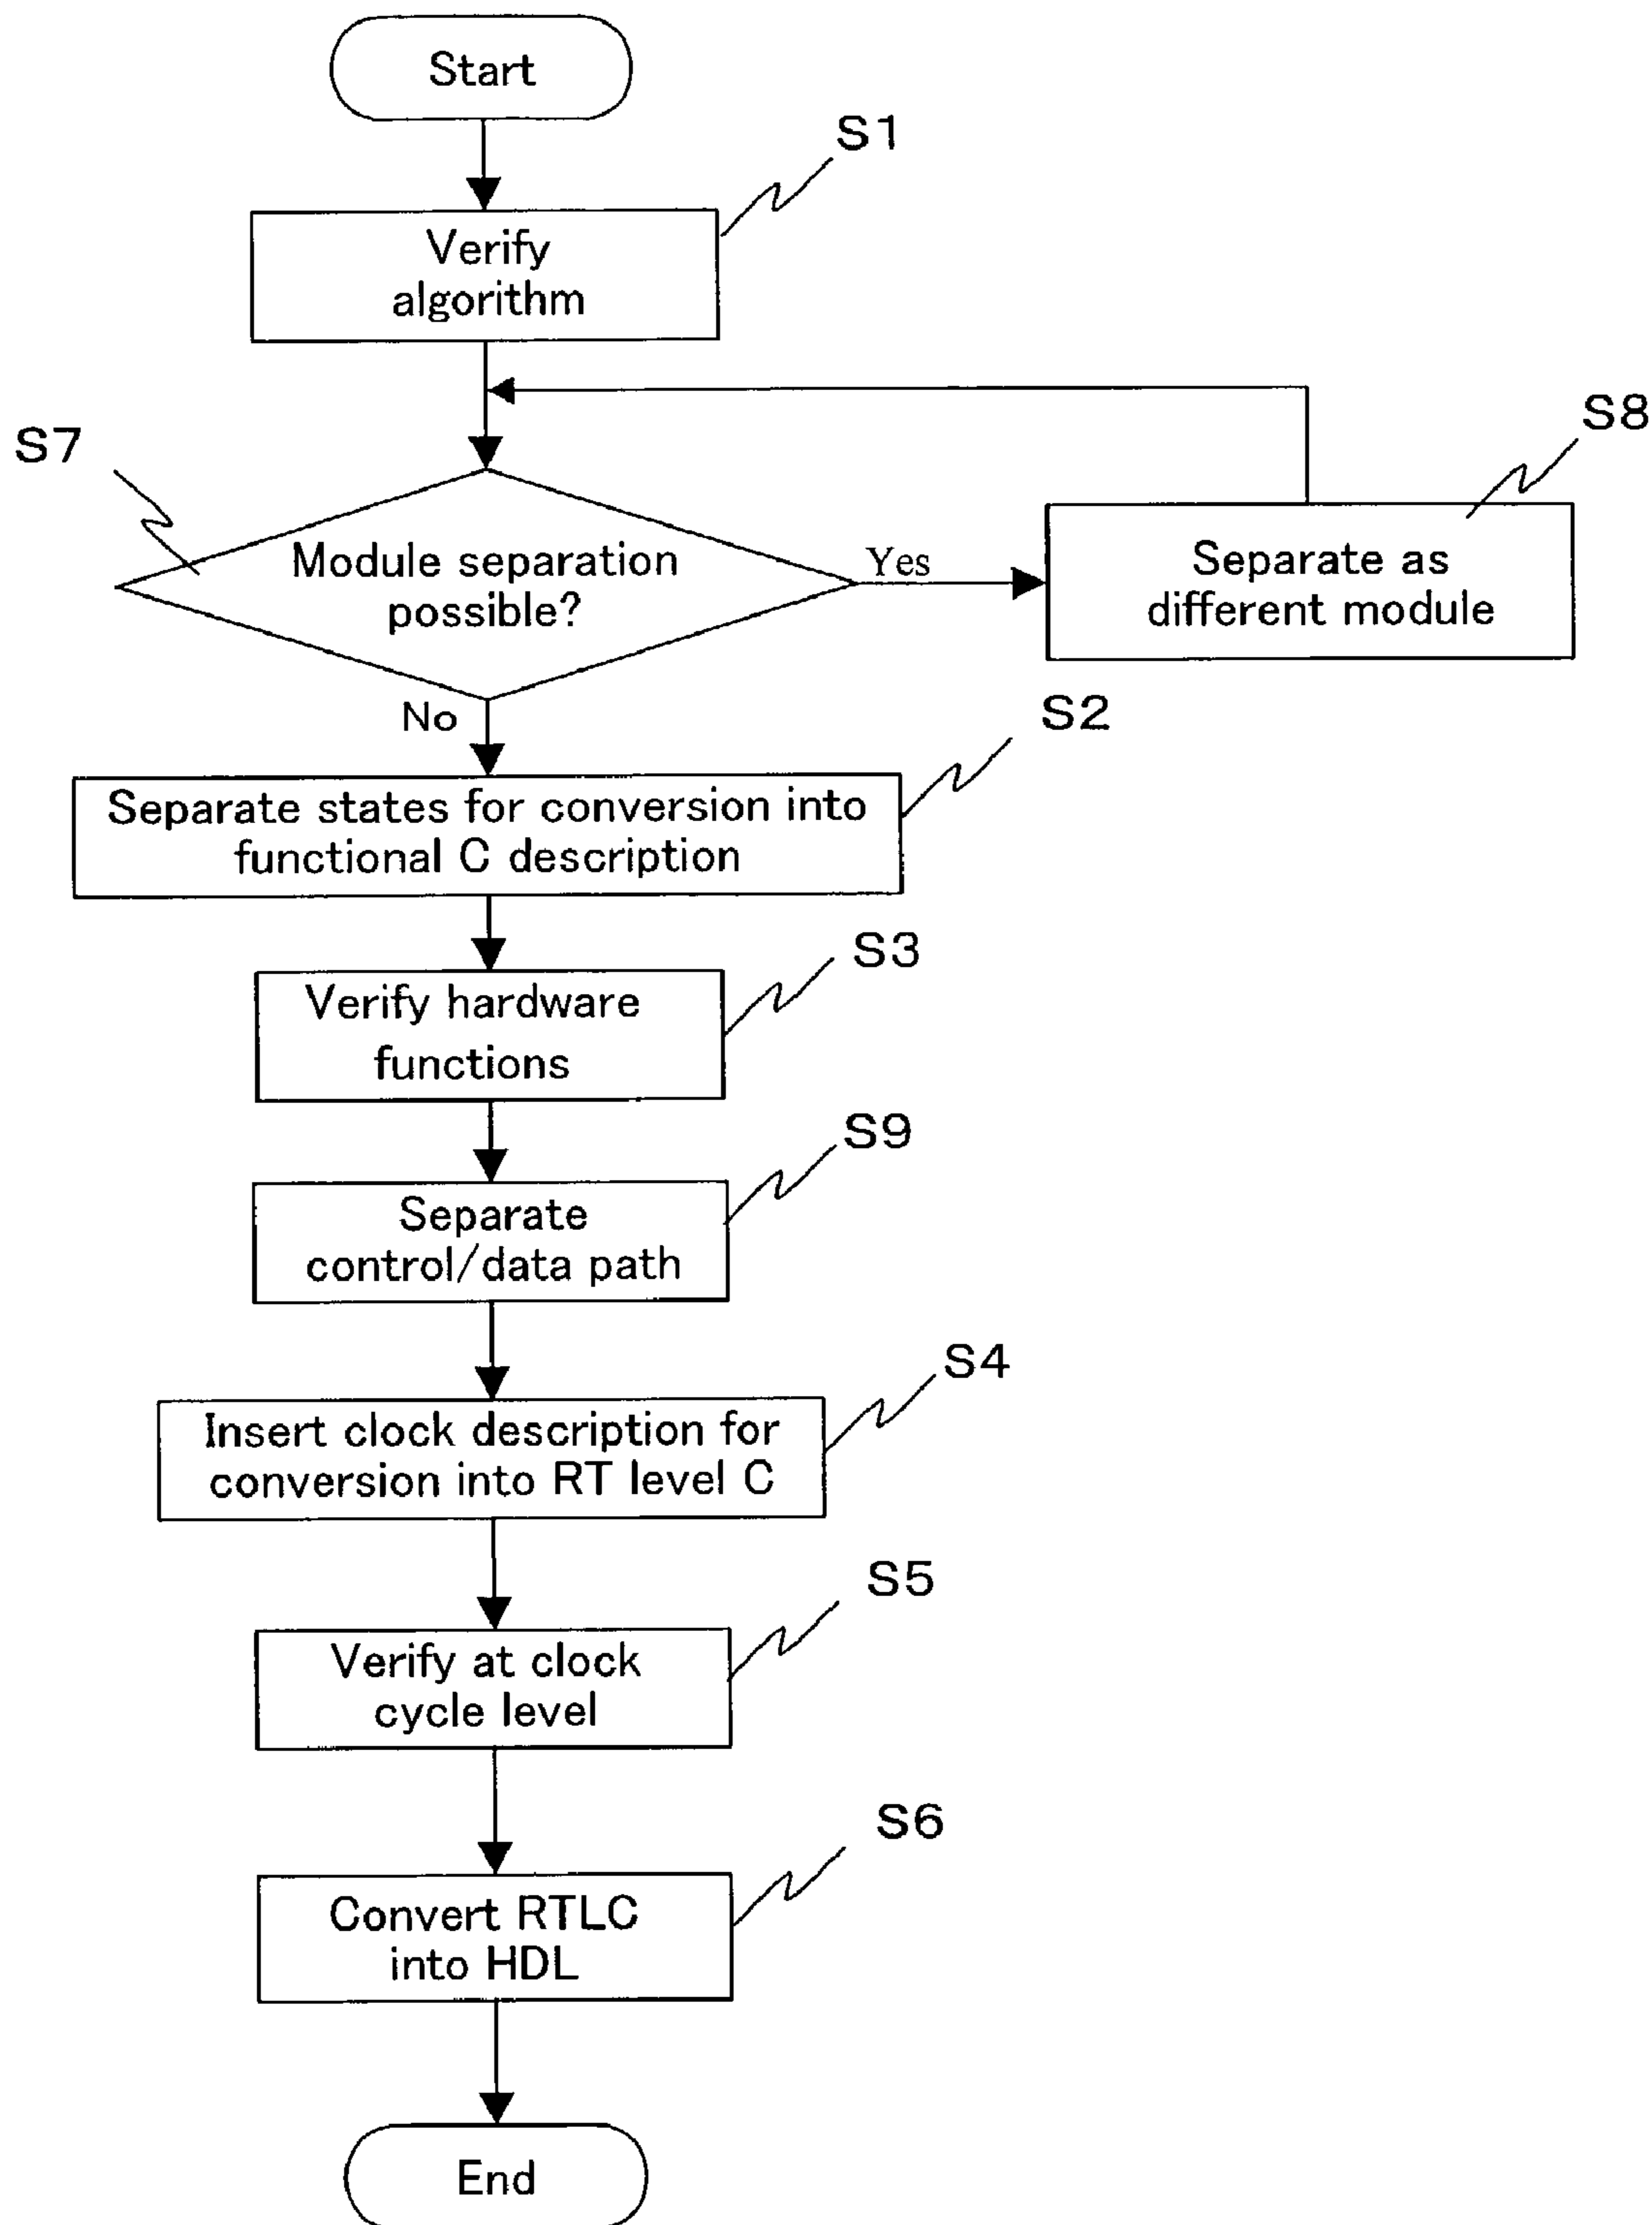 Start
S1
Verify
algorithm
S7
S8
Module separation
possible?
Yes
Separate as
different module
No
S2
Separate states for conversion into
functional C description
S3
Verify hardware
functions
S9
Separate
control/data path
S4
Insert clock description for
conversion into RT level C
S5
Verify at clock
cycle level
S6
Convert RTLC
into HDL
End